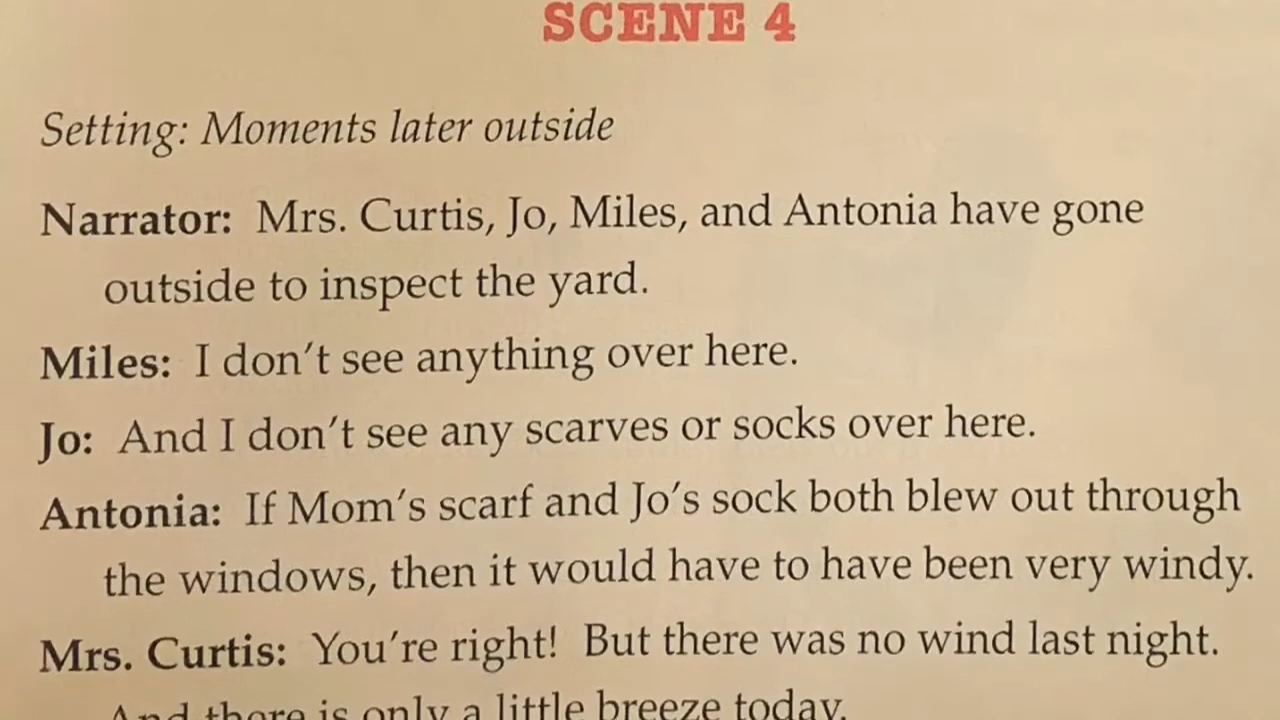 SCENE 4
Setting: Moments later outside
Narrator: Mrs. Curtis, Jo, Miles, and Antonia have gone
outside to inspect the yard.
Miles: I don't see anything over here.
Jo: And I don't see any scarves or socks over here.
Antonia: If Mom's scarf and Jo's sock both blew out through
the windows, then it would have to have been very windy.
Mrs. Curtis: You're right! But there was no wind last night.
And there is only a little breeze today.